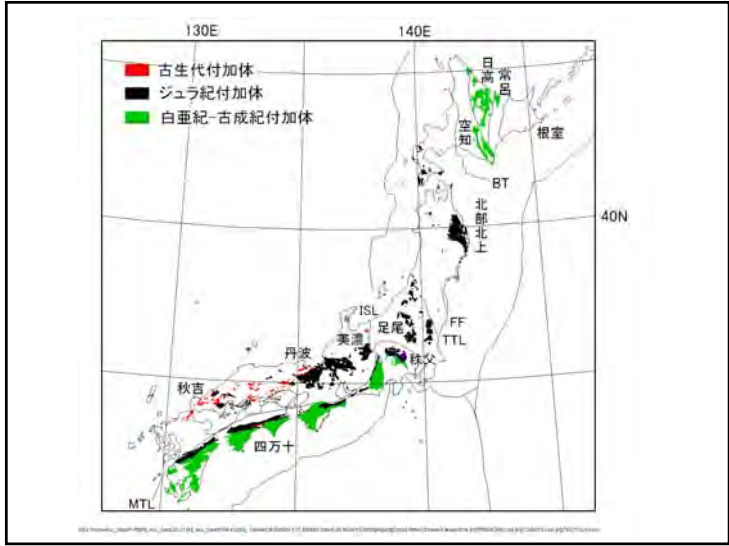 130E
140E
古生代付加体
ジュラ紀付加体
白亜紀-古成紀付加体
日高
常呂
空知
根室
BT
北部北上
40N
ISL
足尾
FF
TTL
美濃
丹波
秩父
秋吉
四万十
MTL